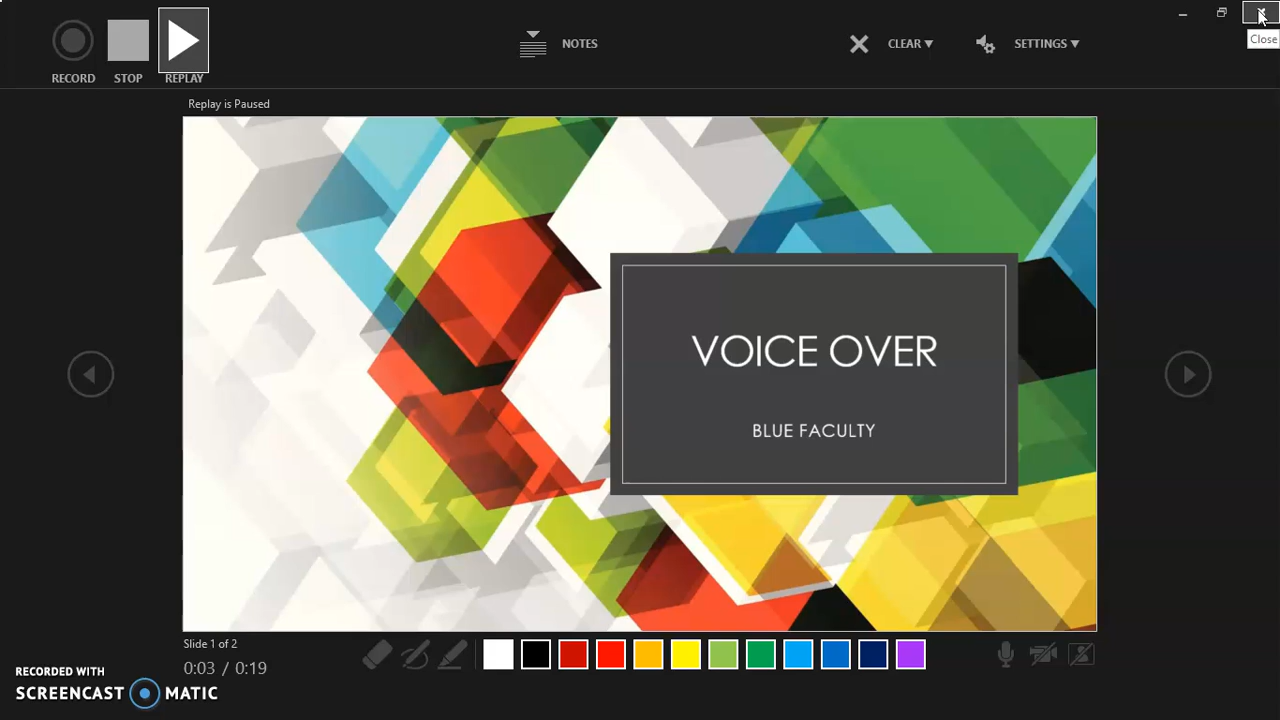 RECORD
STOP
REPLAY
NOTES
CLEAR
SETTINGS
Close
Replay is Paused
VOICE OVER
BLUE FACULTY
Slide 1 of 2
0:03 / 0:19
RECORDED WITH
SCREENCAST MATIC